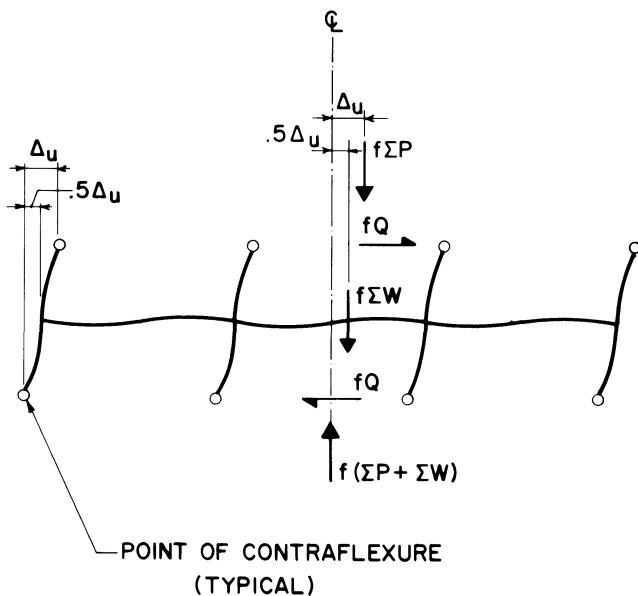 ℄
Δu
.5Δu
fΣP
Δu
.5Δu
fQ
fΣW
fQ
f(ΣP + ΣW)
POINT OF CONTRAFLEXURE
(TYPICAL)